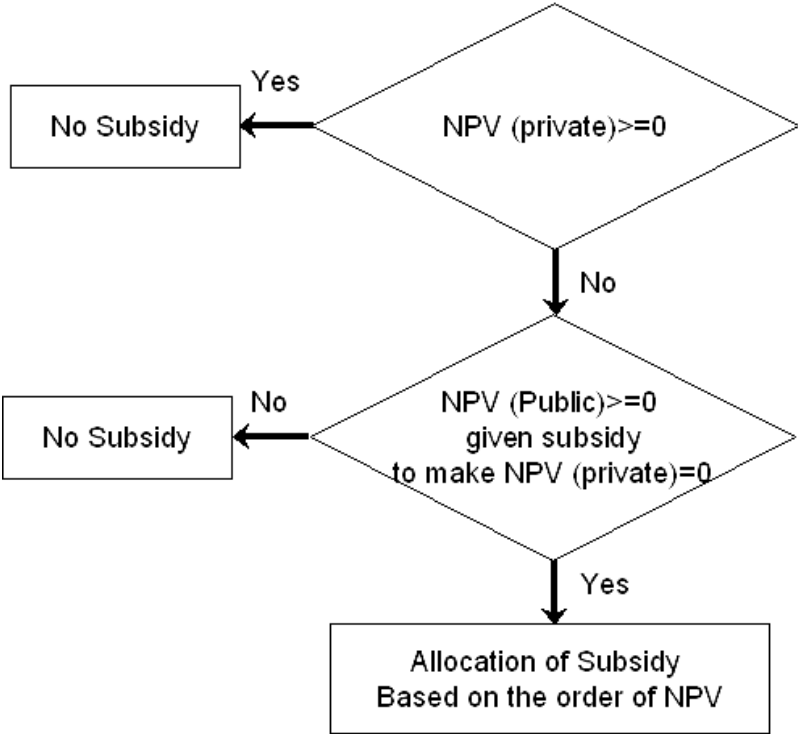 NPV (private)>=0
Yes
No Subsidy
No
NPV (Public)>=0
given subsidy
to make NPV (private)=0
No
No Subsidy
Yes
Allocation of Subsidy
Based on the order of NPV